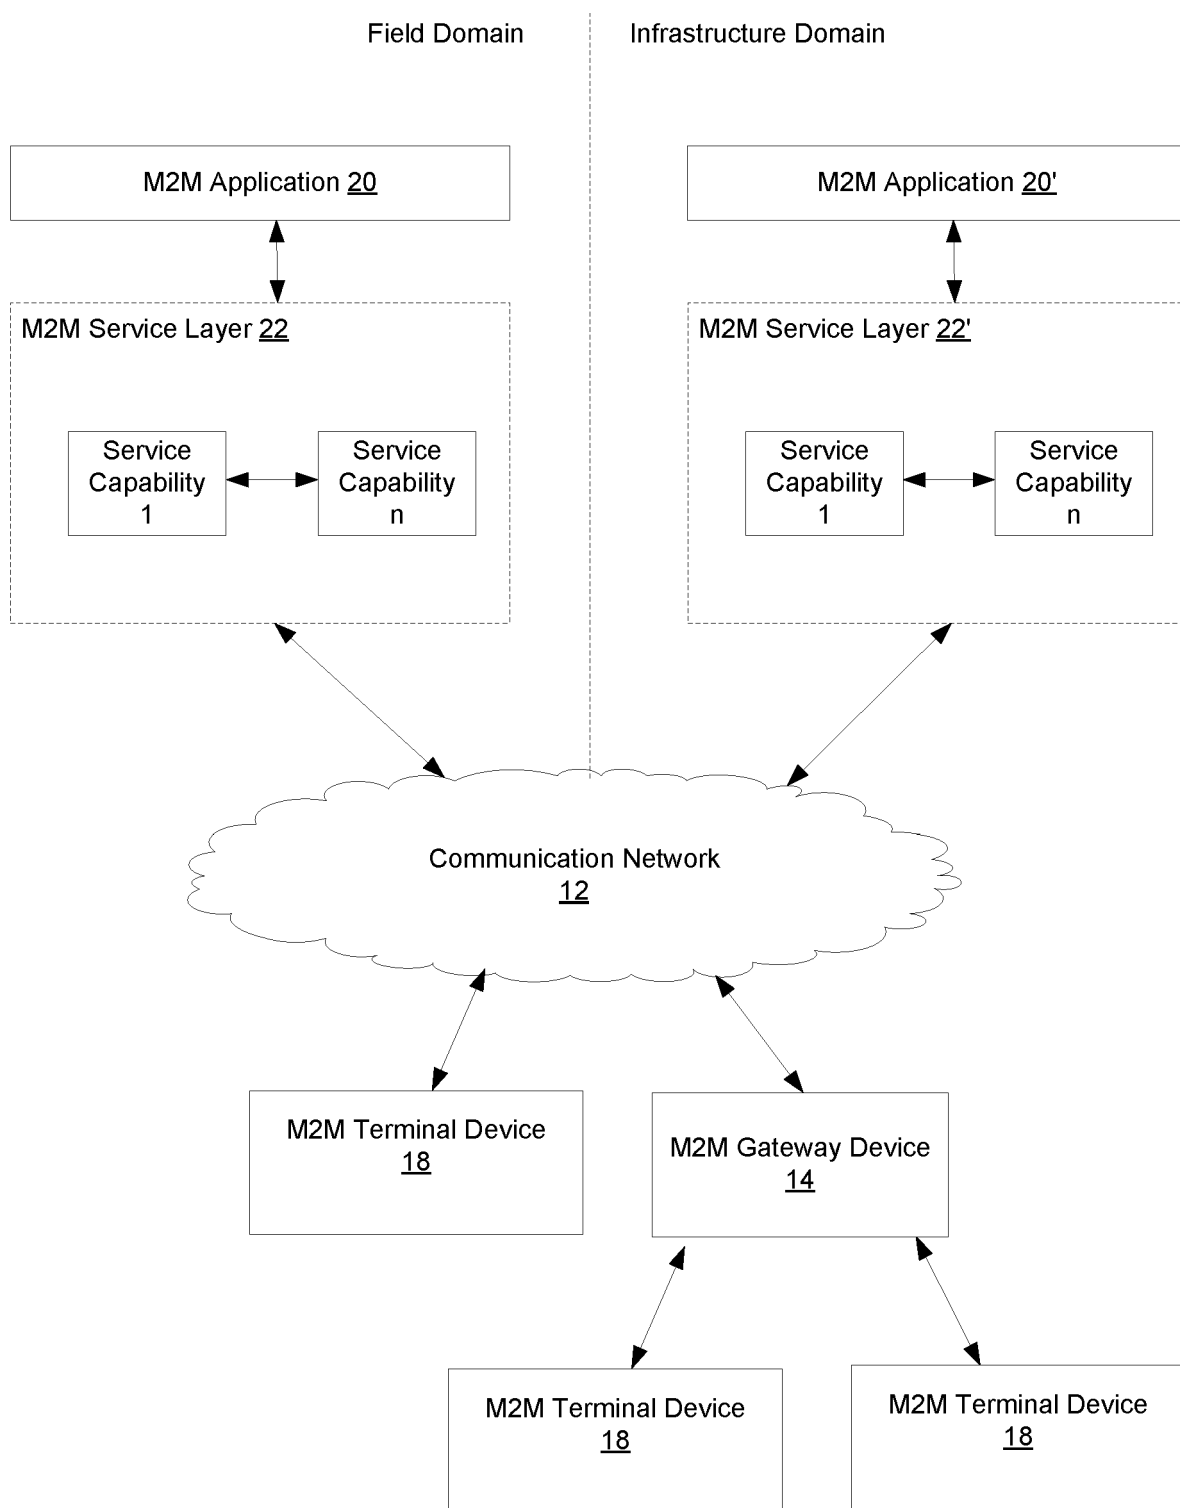 Field Domain
Infrastructure Domain
M2M Application 20
M2M Application 20'
M2M Service Layer 22
M2M Service Layer 22'
Service
Capability
1
Service
Capability
n
Service
Capability
1
Service
Capability
n
Communication Network
12
M2M Terminal Device
18
M2M Gateway Device
14
M2M Terminal Device
18
M2M Terminal Device
18